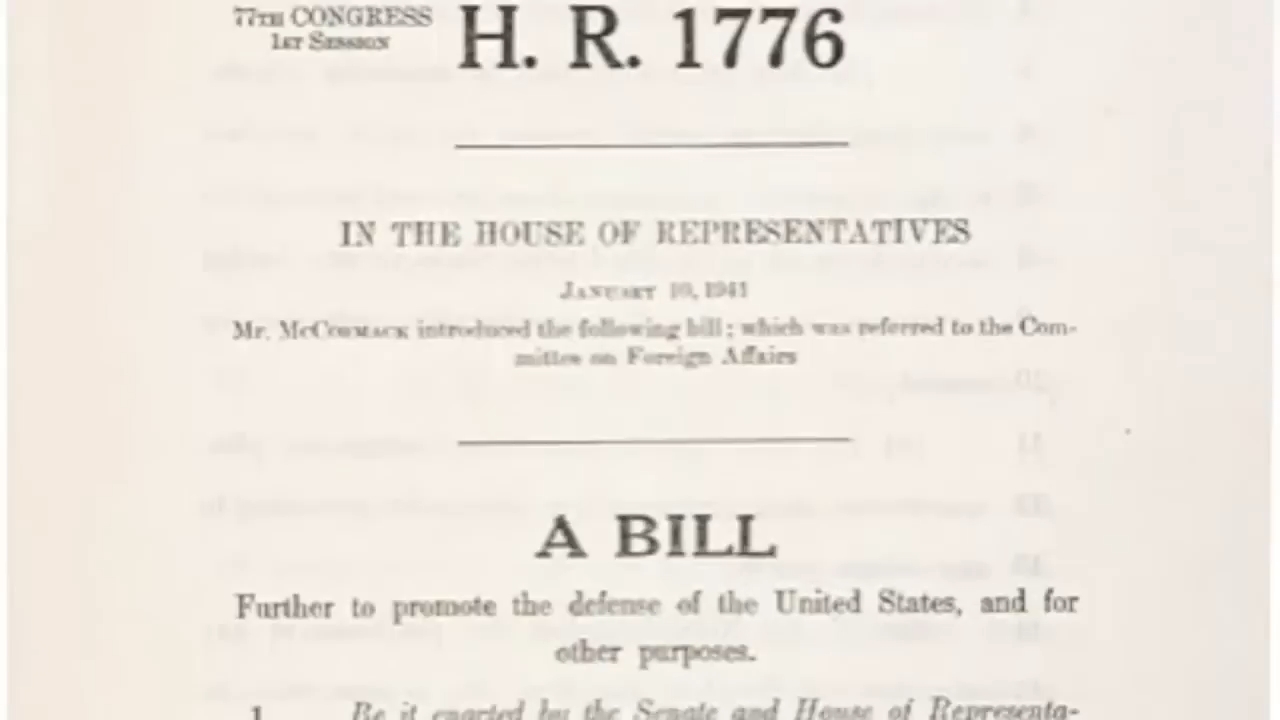 77TH CONGRESS
1ST SESSION
H. R. 1776
IN THE HOUSE OF REPRESENTATIVES
JANUARY 10, 1941
Mr. McCORMACK introduced the following bill; which was referred to the Com-
mittee on Foreign Affairs
A BILL
Further to promote the defense of the United States, and for
other purposes.
1 Be it enacted by the Senate and House of Representa-